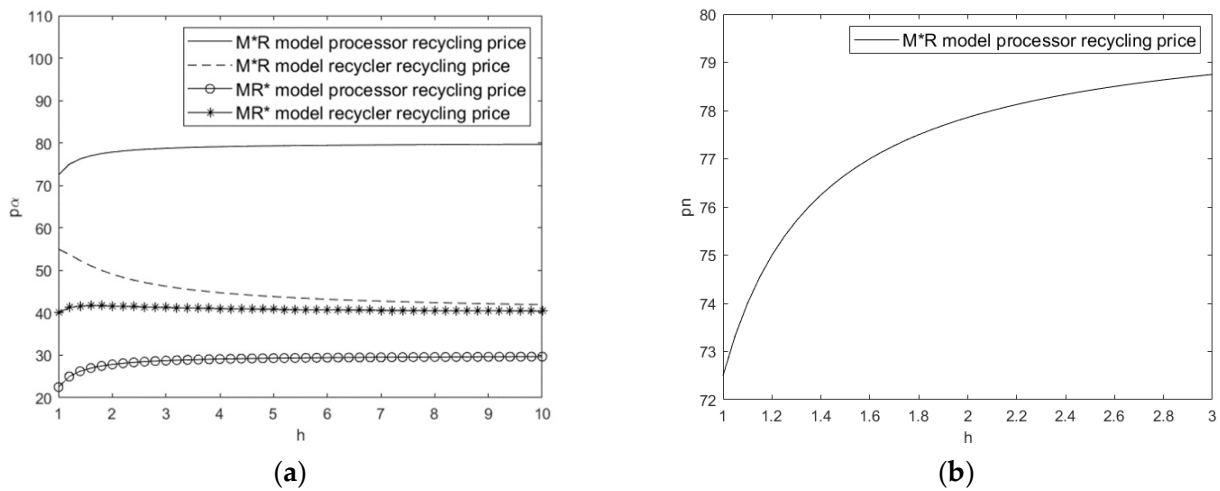 110
100
90
80
70
60
50
40
30
20
pα
M*R model processor recycling price
M*R model recycler recycling price
MR* model processor recycling price
MR* model recycler recycling price
1 2 3 4 5 6 7 8 9 10
h
(a)
80
79
78
77
76
75
74
73
72
pn
M*R model processor recycling price
1 1.2 1.4 1.6 1.8 2 2.2 2.4 2.6 2.8 3
h
(b)